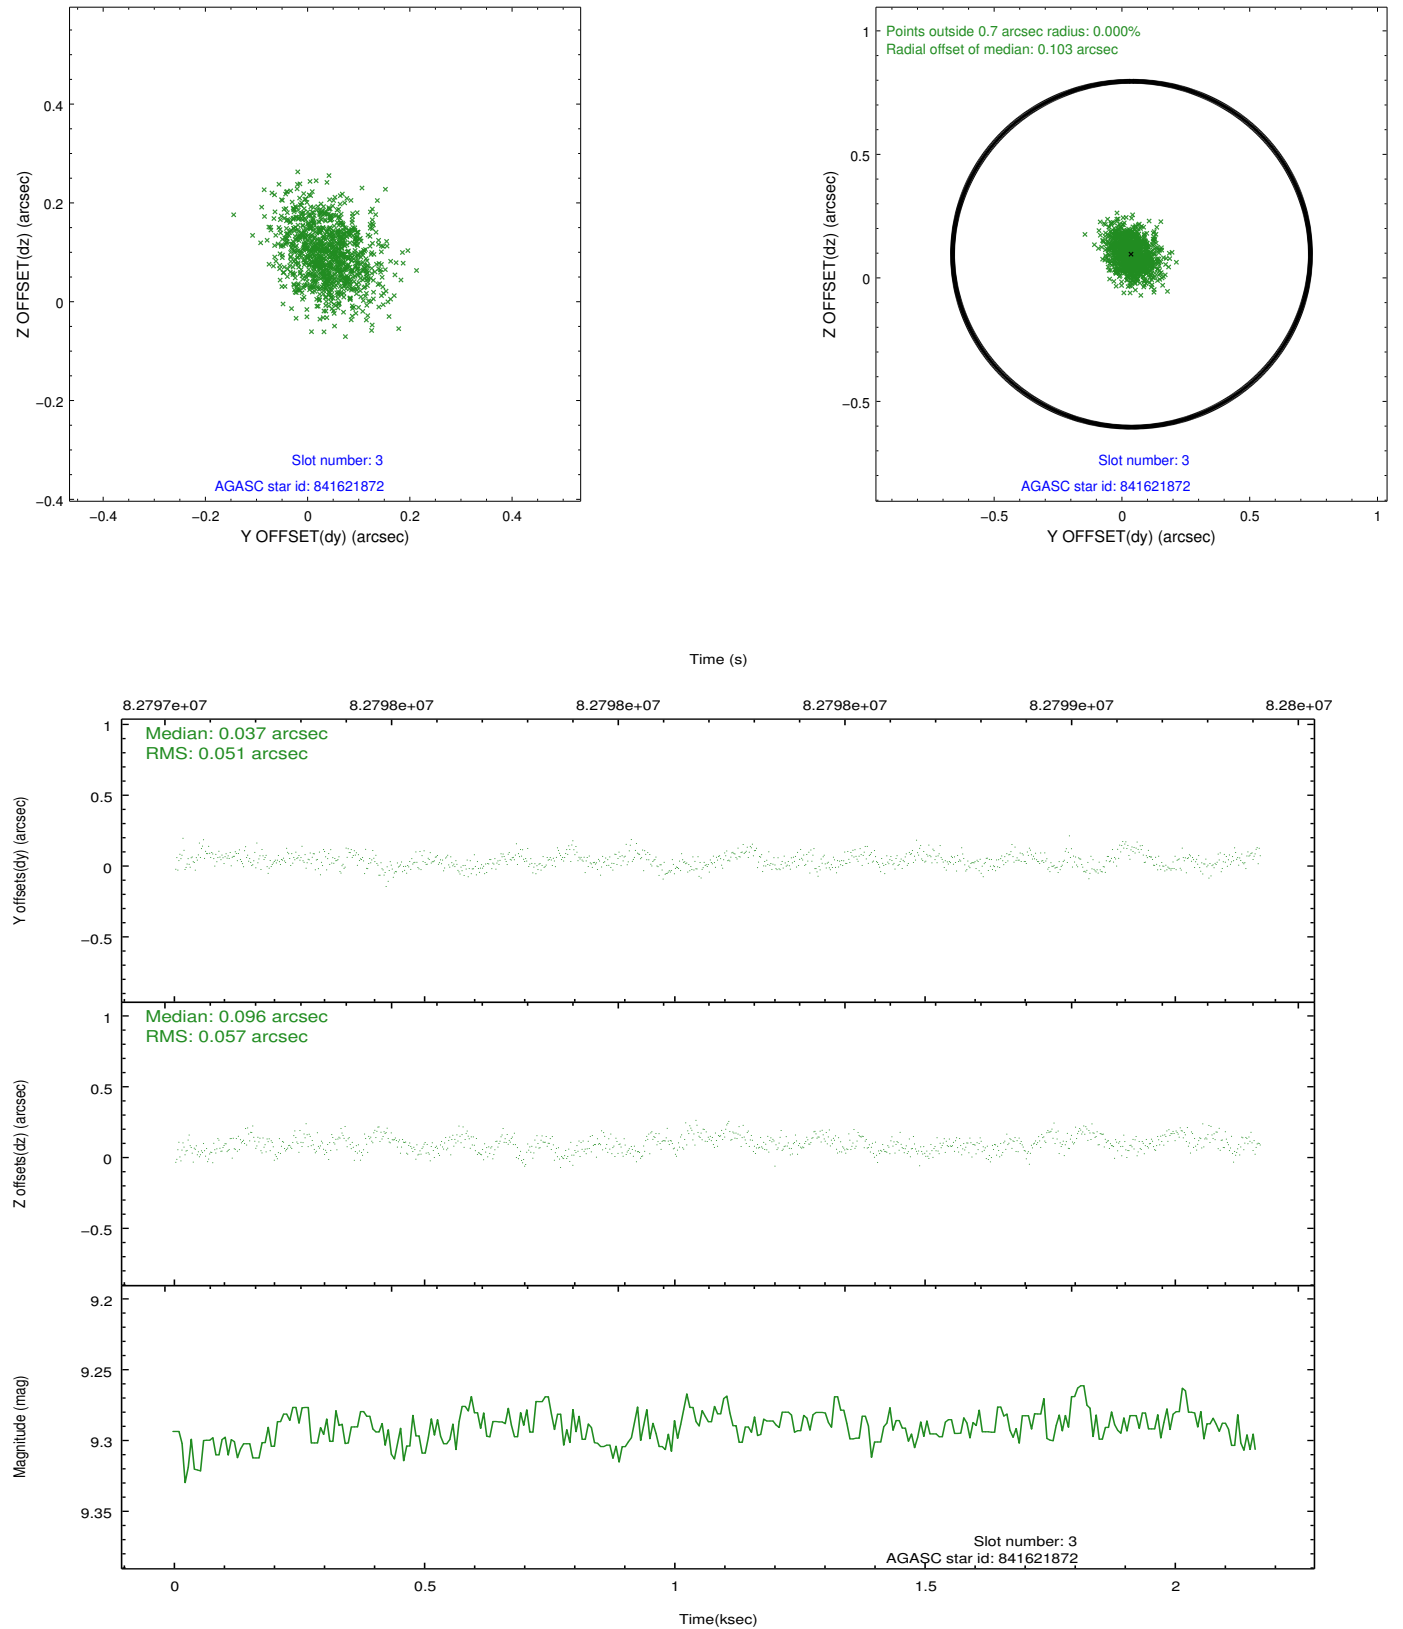 0.4
0.2
0
−0.2
−0.4
−0.4
−0.2
0
0.2
0.4
Z OFFSET(dz) (arcsec)
Y OFFSET(dy) (arcsec)
Slot number: 3
AGASC star id: 841621872
Points outside 0.7 arcsec radius: 0.000%
Radial offset of median: 0.103 arcsec
1
0.5
0
−0.5
−0.5
0
0.5
1
Z OFFSET(dz) (arcsec)
Y OFFSET(dy) (arcsec)
Slot number: 3
AGASC star id: 841621872
Time (s)
8.2797e+07
8.2798e+07
8.2798e+07
8.2798e+07
8.2799e+07
8.28e+07
Median: 0.037 arcsec
RMS: 0.051 arcsec
1
0.5
0
−0.5
Y offsets(dy) (arcsec)
Median: 0.096 arcsec
RMS: 0.057 arcsec
1
0.5
0
−0.5
Z offsets(dz) (arcsec)
9.2
9.25
9.3
9.35
Magnitude (mag)
Slot number: 3
AGASC star id: 841621872
0
0.5
1
1.5
2
Time(ksec)